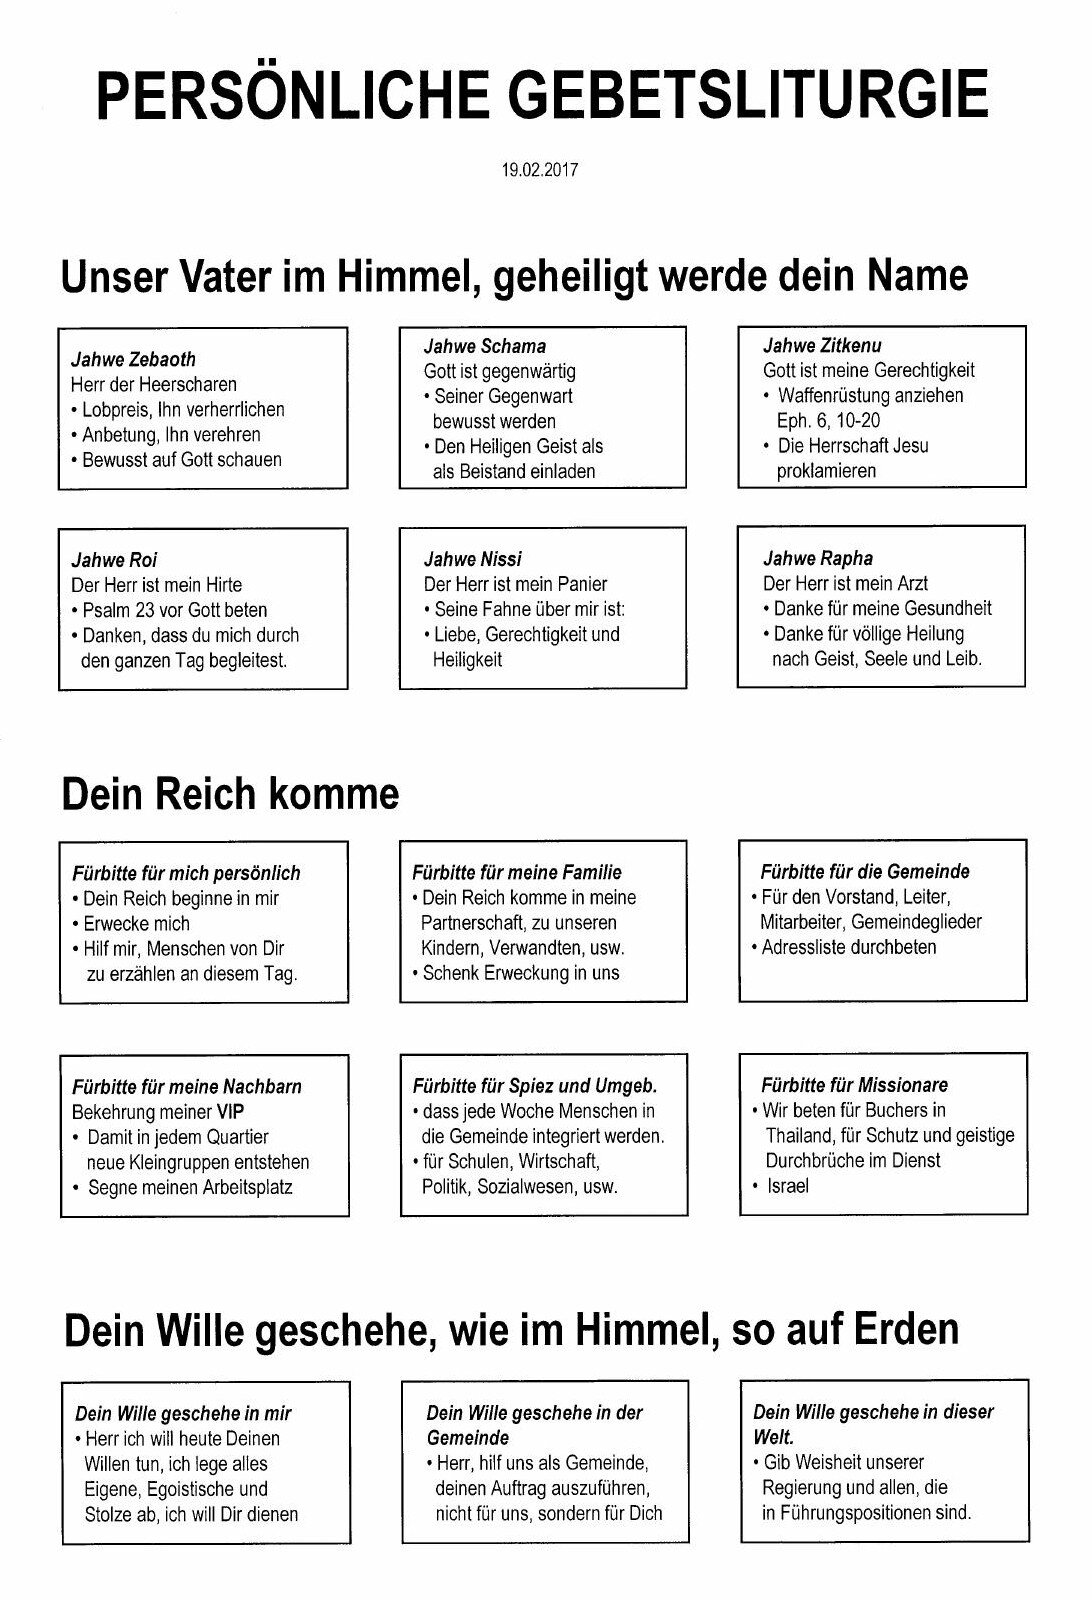 PERSÖNLICHE GEBETSLITURGIE
19.02.2017
Unser Vater im Himmel, geheiligt werde dein Name
Jahwe Zebaoth
Herr der Heerscharen
• Lobpreis, Ihn verherrlichen
• Anbetung, Ihn verehren
• Bewusst auf Gott schauen
Jahwe Schama
Gott ist gegenwärtig
• Seiner Gegenwart
bewusst werden
• Den Heiligen Geist als
als Beistand einladen
Jahwe Zitkenu
Gott ist meine Gerechtigkeit
• Waffenrüstung anziehen
Eph. 6, 10-20
• Die Herrschaft Jesu
proklamieren
Jahwe Roi
Der Herr ist mein Hirte
• Psalm 23 vor Gott beten
• Danken, dass du mich durch
den ganzen Tag begleitest.
Jahwe Nissi
Der Herr ist mein Panier
• Seine Fahne über mir ist:
• Liebe, Gerechtigkeit und
Heiligkeit
Jahwe Rapha
Der Herr ist mein Arzt
• Danke für meine Gesundheit
• Danke für völlige Heilung
nach Geist, Seele und Leib.
Dein Reich komme
Fürbitte für mich persönlich
• Dein Reich beginne in mir
• Erwecke mich
• Hilf mir, Menschen von Dir
zu erzählen an diesem Tag.
Fürbitte für meine Familie
• Dein Reich komme in meine
Partnerschaft, zu unseren
Kindern, Verwandten, usw.
• Schenk Erweckung in uns
Fürbitte für die Gemeinde
• Für den Vorstand, Leiter,
Mitarbeiter, Gemeindeglieder
• Adressliste durchbeten
Fürbitte für meine Nachbarn
Bekehrung meiner VIP
• Damit in jedem Quartier
neue Kleingruppen entstehen
• Segne meinen Arbeitsplatz
Fürbitte für Spiez und Umgeb.
• dass jede Woche Menschen in
die Gemeinde integriert werden.
• für Schulen, Wirtschaft,
Politik, Sozialwesen, usw.
Fürbitte für Missionare
• Wir beten für Buchers in
Thailand, für Schutz und geistige
Durchbrüche im Dienst
• Israel
Dein Wille geschehe, wie im Himmel, so auf Erden
Dein Wille geschehe in mir
• Herr ich will heute Deinen
Willen tun, ich lege alles
Eigene, Egoistische und
Stolze ab, ich will Dir dienen
Dein Wille geschehe in der
Gemeinde
• Herr, hilf uns als Gemeinde,
deinen Auftrag auszuführen,
nicht für uns, sondern für Dich
Dein Wille geschehe in dieser
Welt.
• Gib Weisheit unserer
Regierung und allen, die
in Führungspositionen sind.